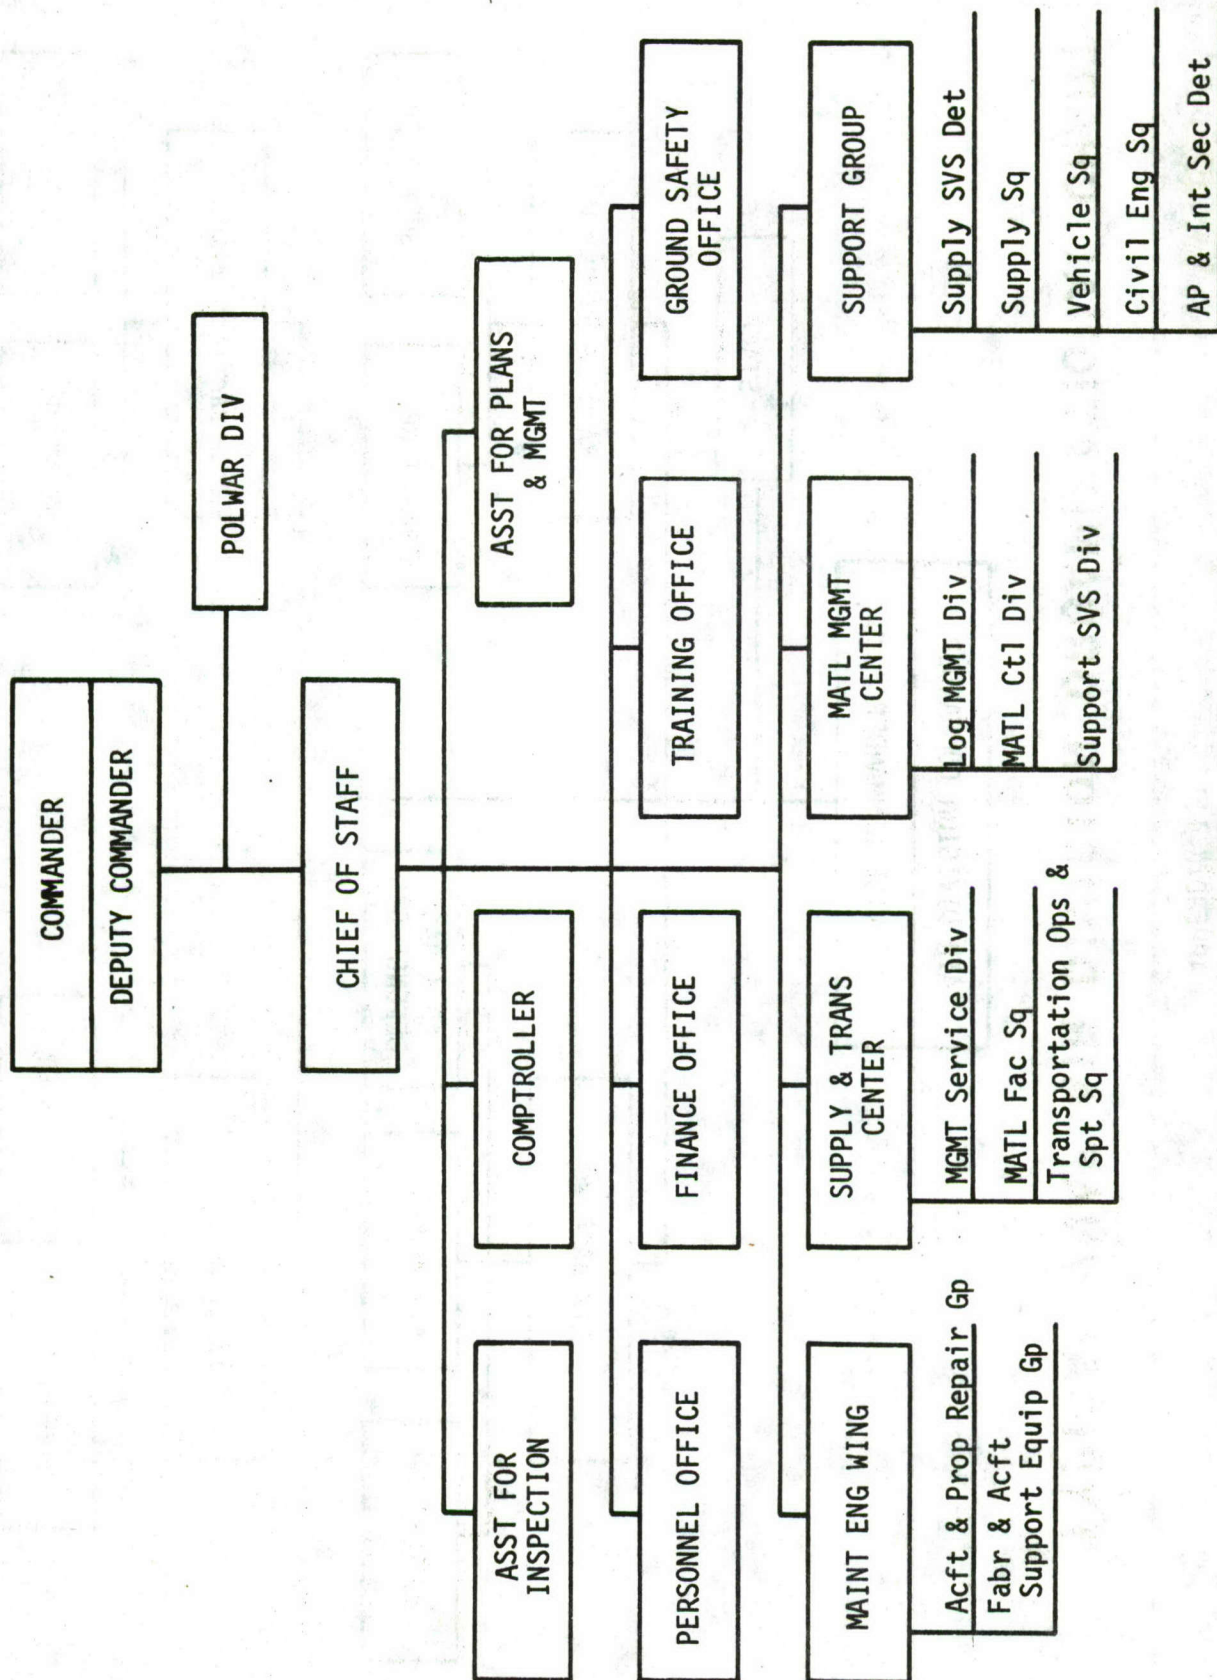 COMMANDER
DEPUTY COMMANDER
POLWAR DIV
CHIEF OF STAFF
ASST FOR
INSPECTION
COMPTROLLER
ASST FOR PLANS
& MGMT
PERSONNEL OFFICE
FINANCE OFFICE
TRAINING OFFICE
GROUND SAFETY
OFFICE
MAINT ENG WING
Acft & Prop Repair Gp
Fabr & Acft
Support Equip Gp
SUPPLY & TRANS
CENTER
MGMT Service Div
MATL Fac Sq
Transportation Ops &
Spt Sq
MATL MGMT
CENTER
Log MGMT Div
MATL Ctl Div
Support SVS Div
SUPPORT GROUP
Supply SVS Det
Supply Sq
Vehicle Sq
Civil Eng Sq
AP & Int Sec Det